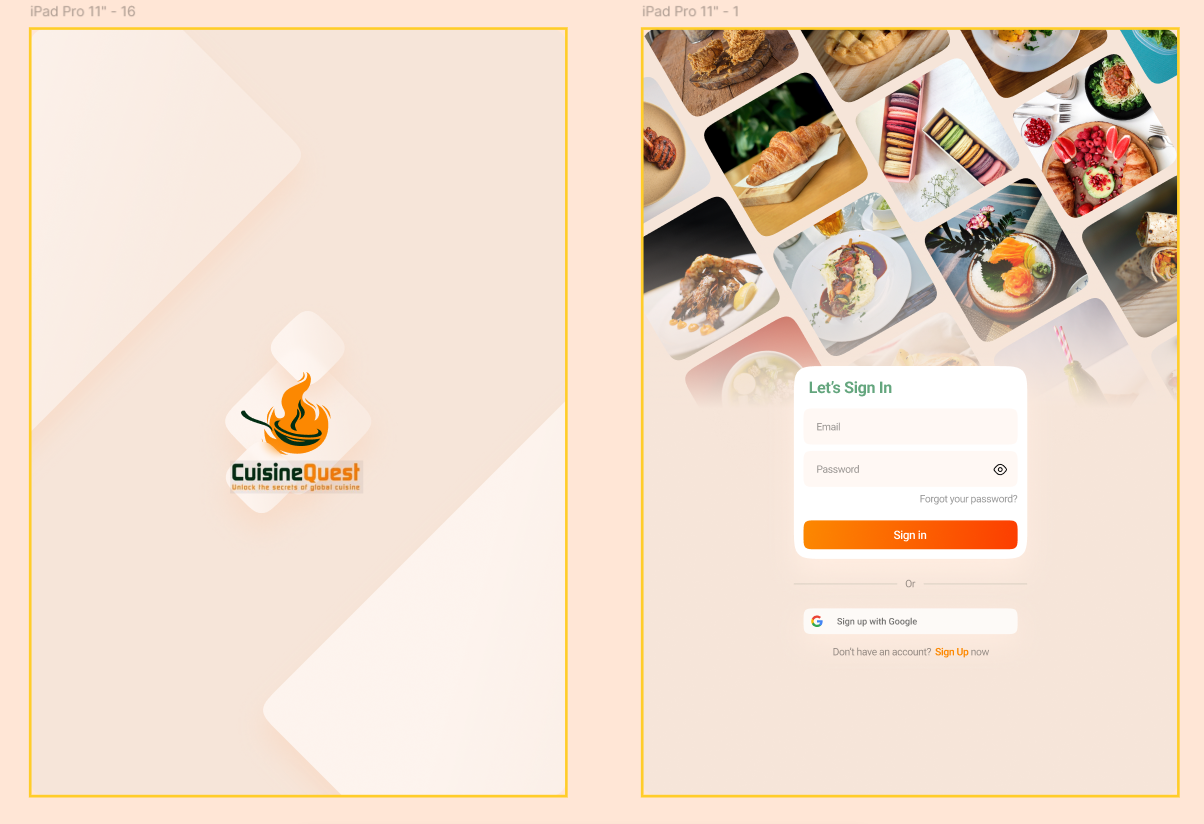 iPad Pro 11" - 16
CuisineQuest
Unlock the secrets of global cuisine
iPad Pro 11" - 1
Let's Sign In
Email
Password
Forgot your password?
Sign in
Or
Sign up with Google
Don't have an account? Sign Up now